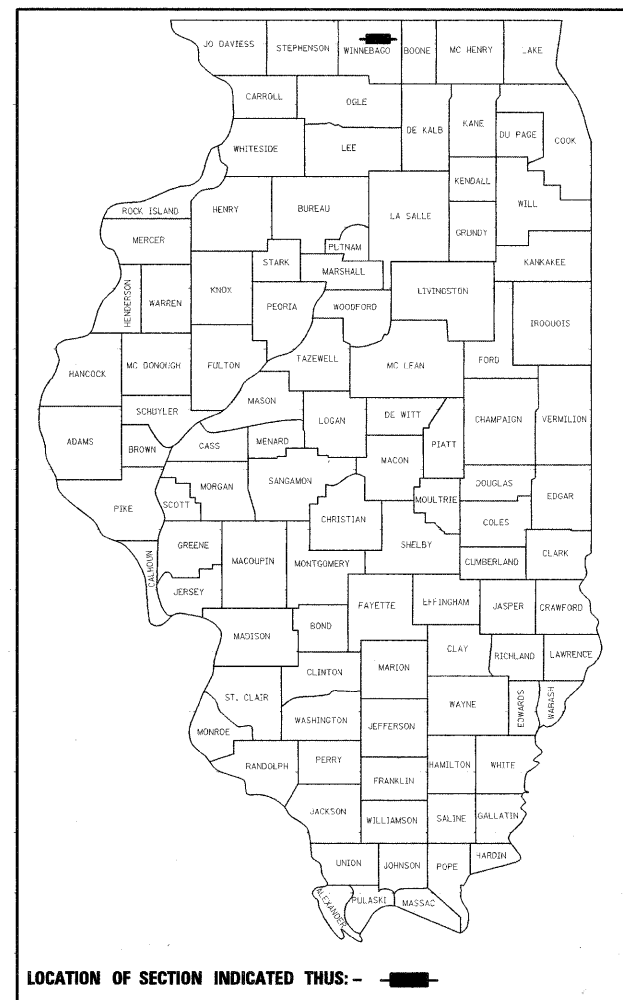 JO DAVIESS
STEPHENSON
WINNEBAGO
BOONE
MC HENRY
LAKE
CARROLL
OGLE
DE KALB
KANE
DU PAGE
COOK
WHITESIDE
LEE
KENDALL
WILL
ROCK ISLAND
HENRY
BUREAU
LA SALLE
GRUNDY
MERCER
PUTNAM
STARK
MARSHALL
KANKAKEE
HENDERSON
WARREN
KNOX
PEORIA
WOODFORD
LIVINGSTON
IROQUOIS
HANCOCK
MC DONOUGH
FULTON
TAZEWELL
MC LEAN
FORD
MASON
SCHUYLER
LOGAN
DE WITT
CHAMPAIGN
VERMILION
ADAMS
BROWN
CASS
MENARD
PIATT
MACON
PIKE
SCOTT
MORGAN
SANGAMON
MOULTRIE
DOUGLAS
EDGAR
CHRISTIAN
COLES
GREENE
MACOUPIN
MONTGOMERY
SHELBY
CUMBERLAND
CLARK
CALHOUN
JERSEY
FAYETTE
EFFINGHAM
JASPER
CRAWFORD
MADISON
BOND
CLAY
RICHLAND
LAWRENCE
CLINTON
MARION
ST. CLAIR
WAYNE
EDWARDS
WABASH
MONROE
WASHINGTON
JEFFERSON
RANDOLPH
PERRY
HAMILTON
WHITE
FRANKLIN
JACKSON
WILLIAMSON
SALINE
GALLATIN
UNION
JOHNSON
POPE
HARDIN
ALEXANDER
PULASKI
MASSAC
LOCATION OF SECTION INDICATED THUS: -